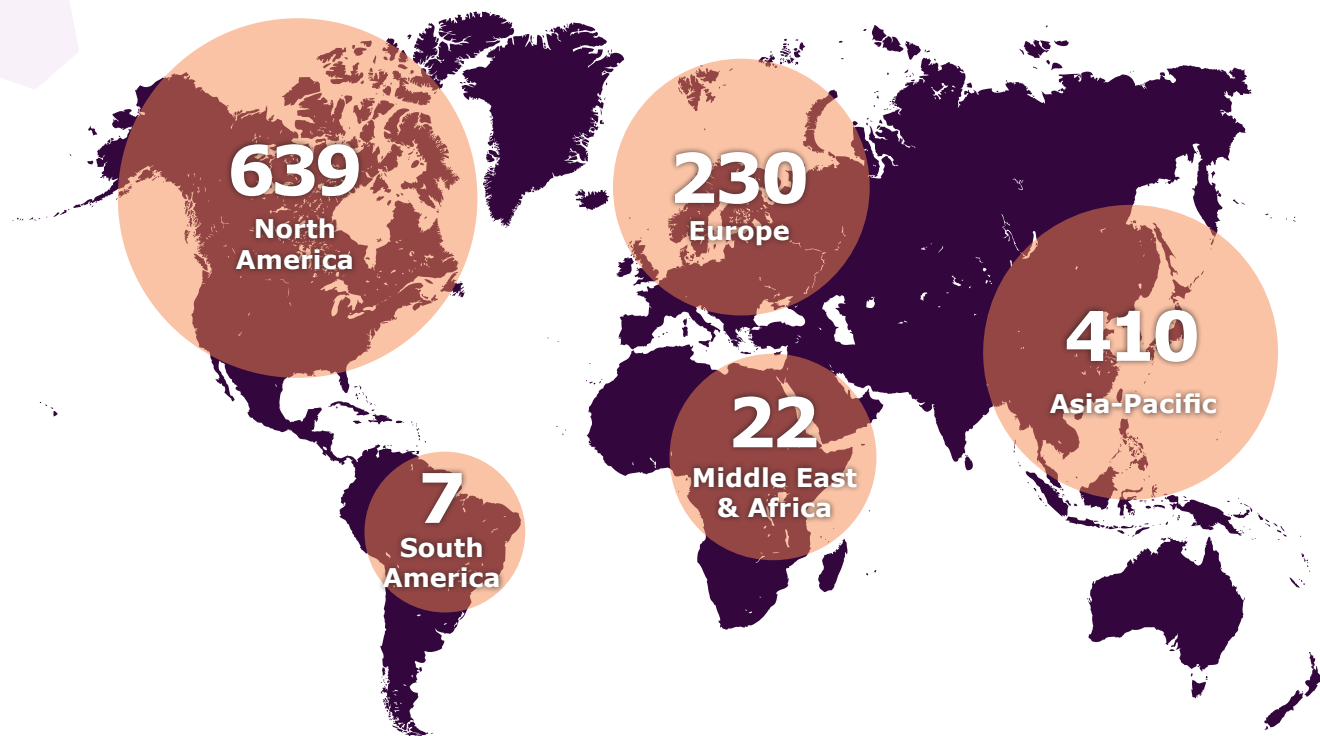 639
North
America
230
Europe
410
Asia-Pacific
22
Middle East
& Africa
7
South
America